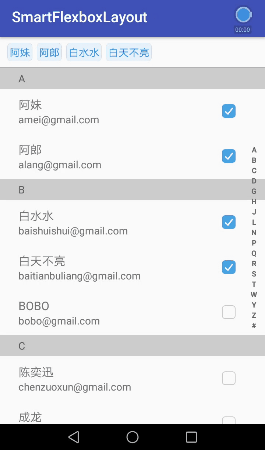 SmartFlexboxLayout
00:10
阿妹 阿郎 白水水 白天不亮
A
阿妹
amei@gmail.com
阿郎
alang@gmail.com
B
白水水
baishuishui@gmail.com
白天不亮
baitianbuliang@gmail.com
BOBO
bobo@gmail.com
C
陈奕迅
chenzuoxun@gmail.com
成龙
A
B
C
D
G
H
J
L
N
P
Q
R
S
T
W
Y
Z
#